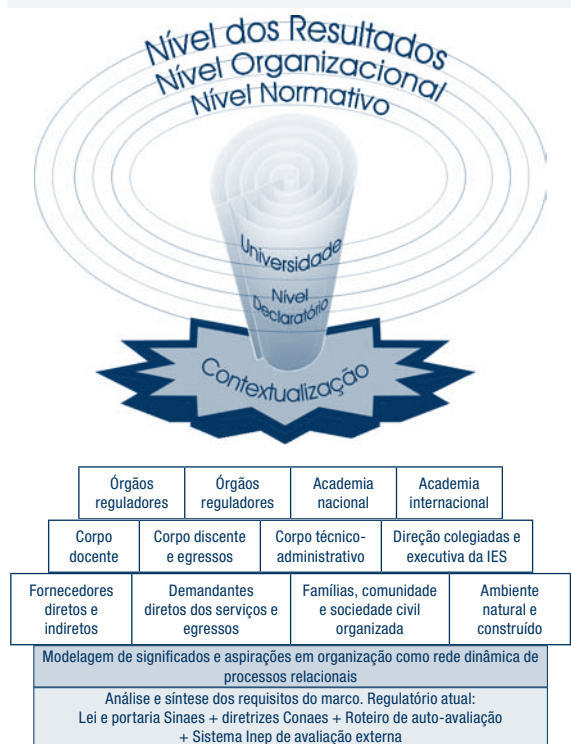 Nível dos Resultados
Nível Organizacional
Nível Normativo
Universidade
Nível
Declaratório
Contextualização
Órgãos
reguladores
Órgãos
reguladores
Academia
nacional
Academia
internacional
Corpo
docente
Corpo discente
e egressos
Corpo técnico-
administrativo
Direção colegiadas e
executiva da IES
Fornecedores
diretos e
indiretos
Demandantes
diretos dos serviços e
egressos
Famílias, comunidade
e sociedade civil
organizada
Ambiente
natural e
construído
Modelagem de significados e aspirações em organização como rede dinâmica de
processos relacionais
Análise e síntese dos requisitos do marco. Regulatório atual:
Lei e portaria Sinaes + diretrizes Conaes + Roteiro de auto-avaliação
+ Sistema Inep de avaliação externa